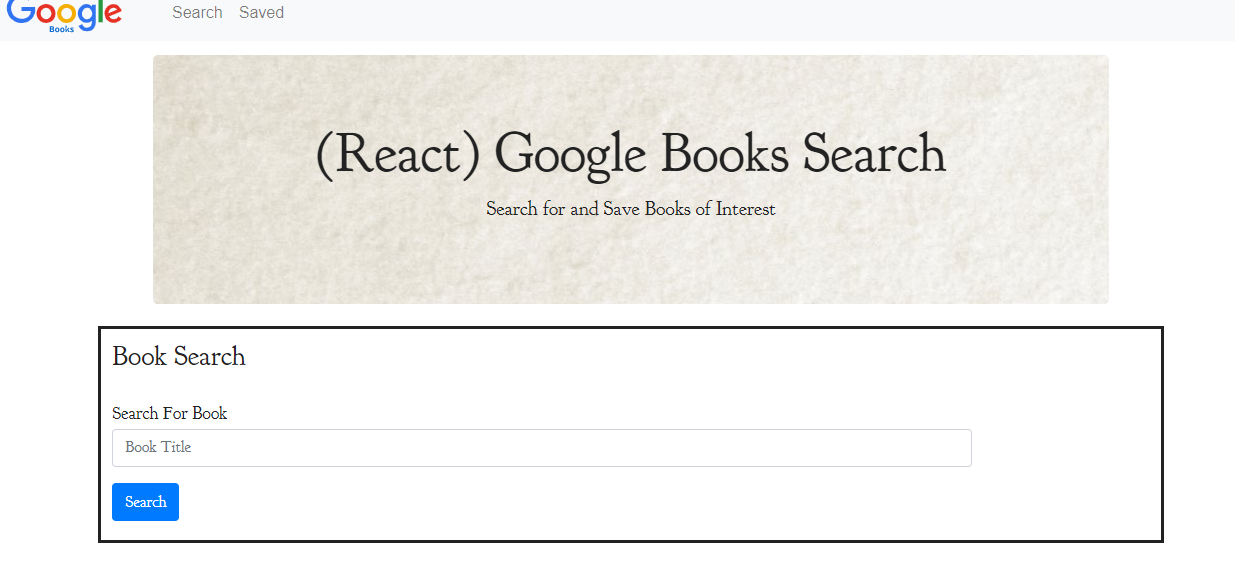 Google
Books
Search Saved
(React) Google Books Search
Search for and Save Books of Interest
Book Search
Search For Book
Book Title
Search